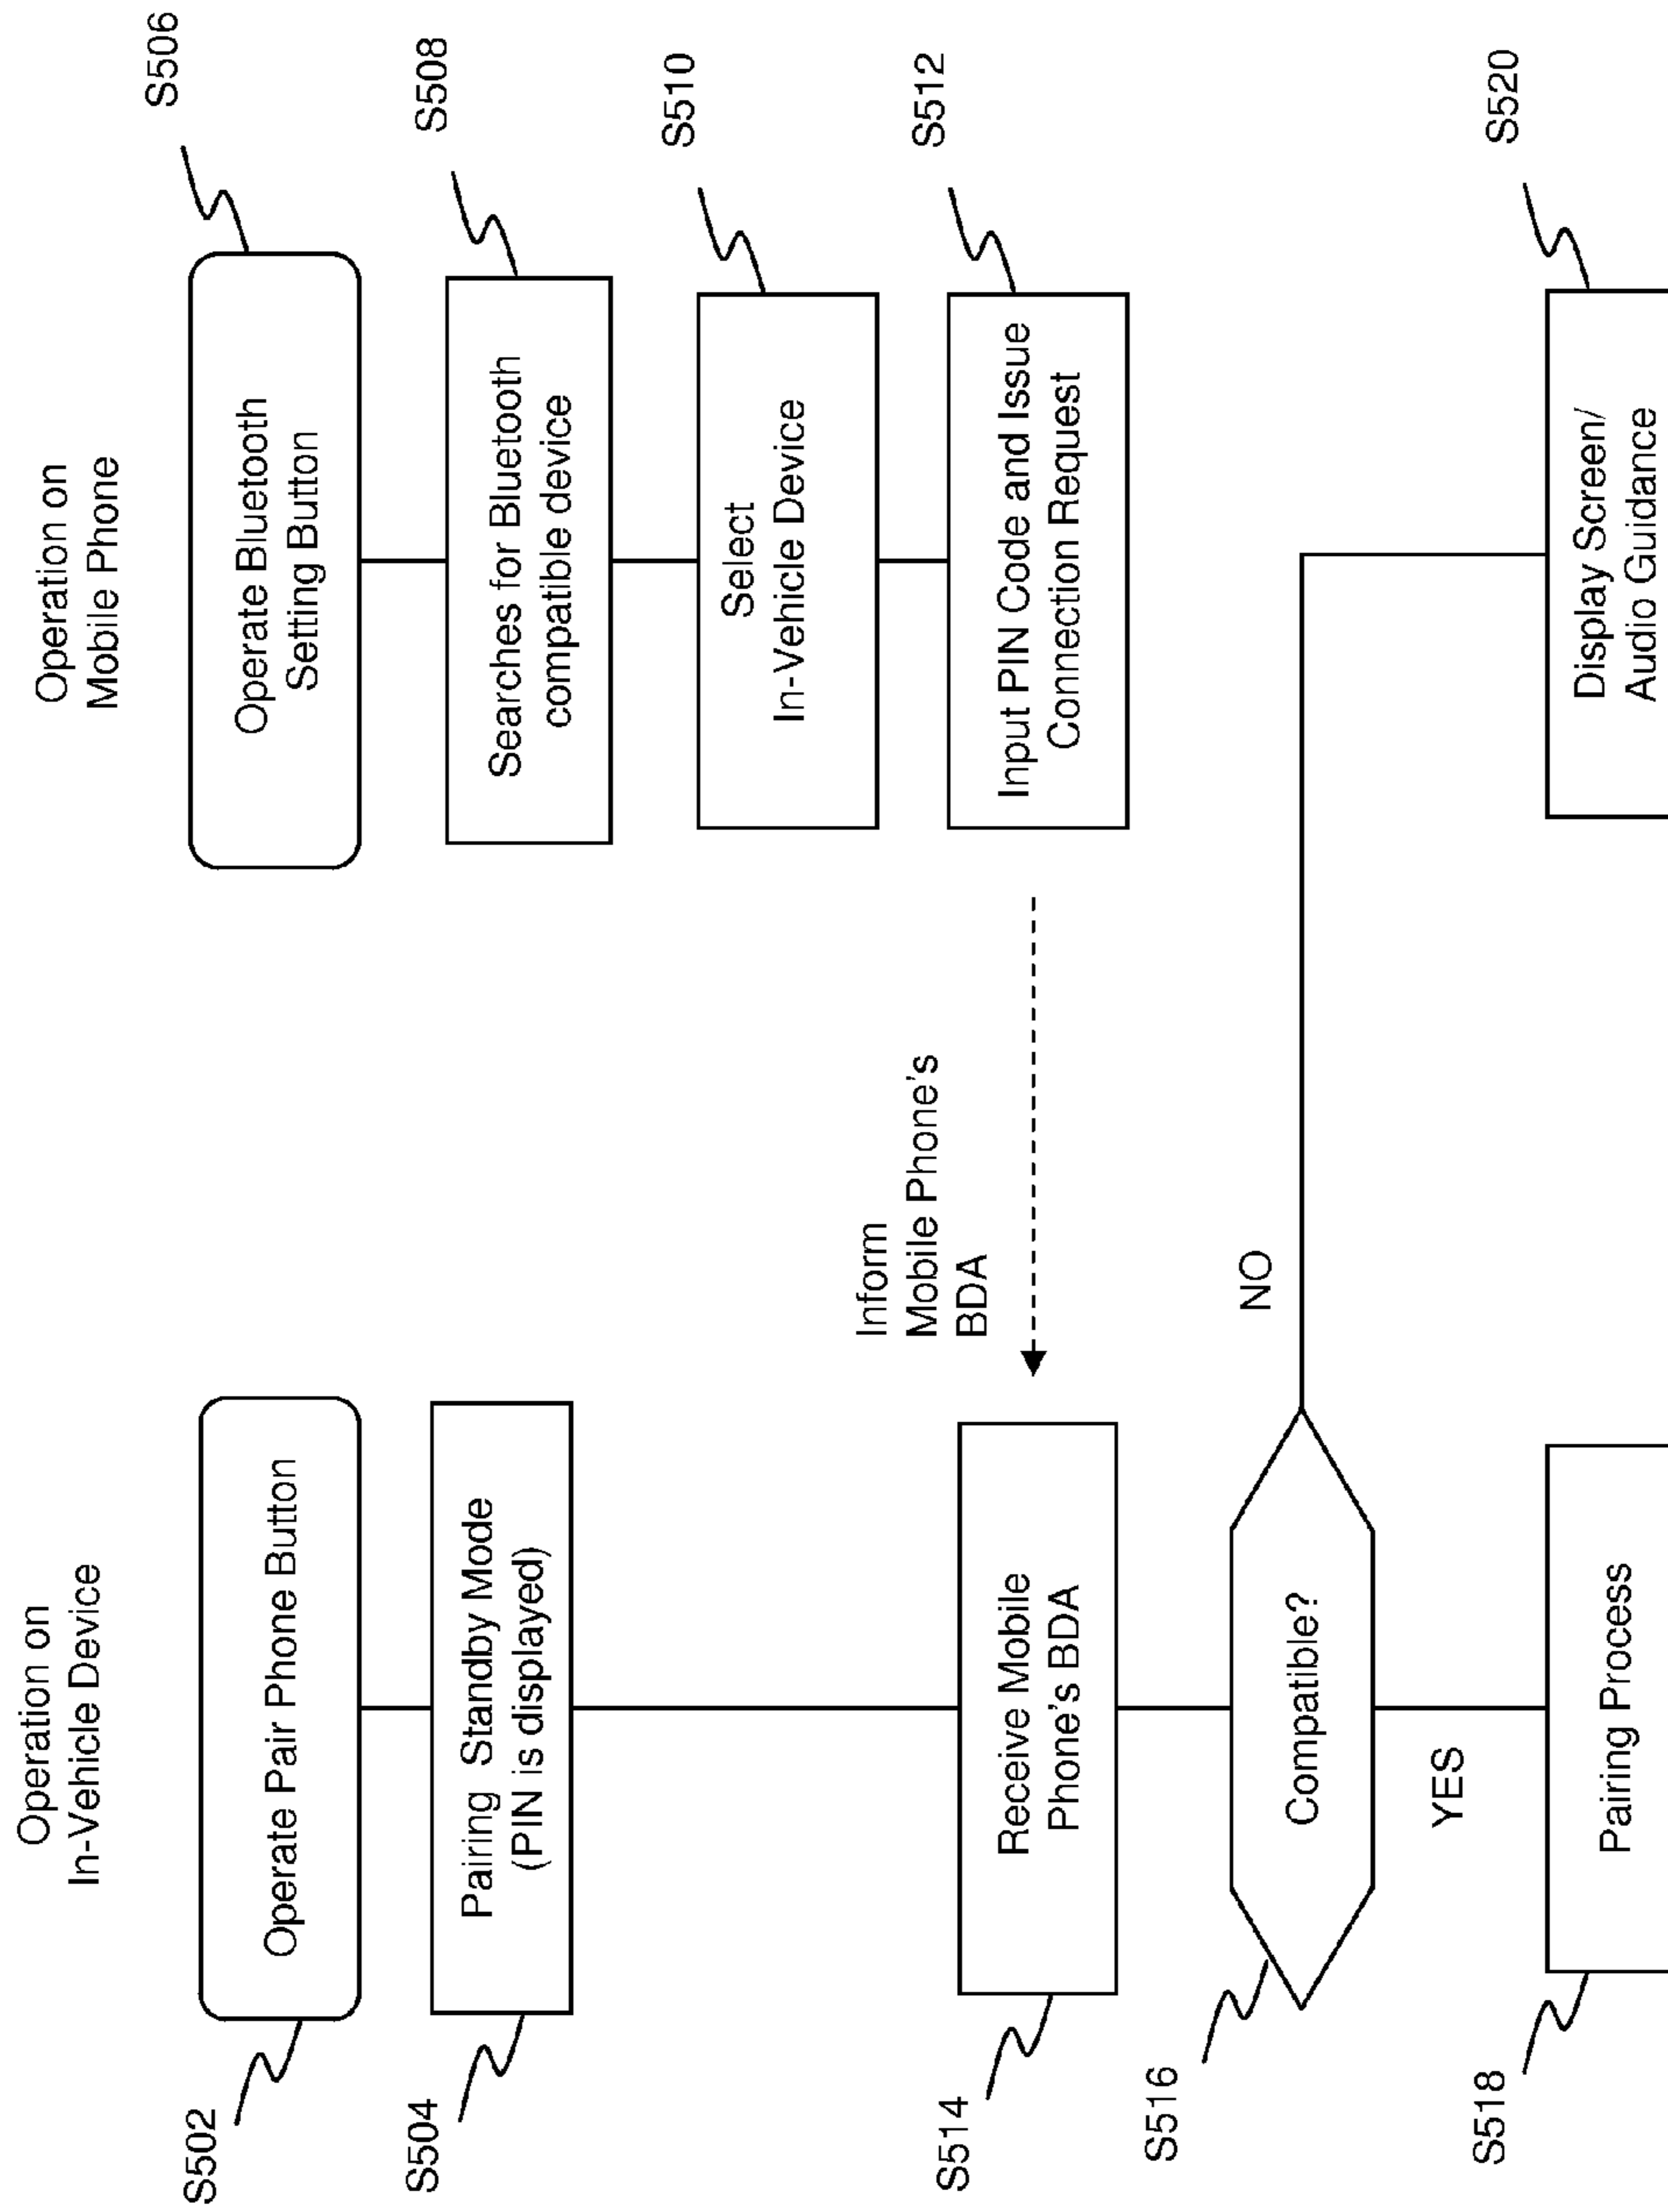 Operation on
In-Vehicle Device
Operation on
Mobile Phone
S502
Operate Pair Phone Button
S504
Pairing Standby Mode
(PIN is displayed)
S506
Operate Bluetooth
Setting Button
S508
Searches for Bluetooth
compatible device
S510
Select
In-Vehicle Device
S512
Input PIN Code and Issue
Connection Request
Inform
Mobile Phone's
BDA
S514
Receive Mobile
Phone's BDA
S516
Compatible?
NO
YES
S518
Pairing Process
S520
Display Screen/
Audio Guidance